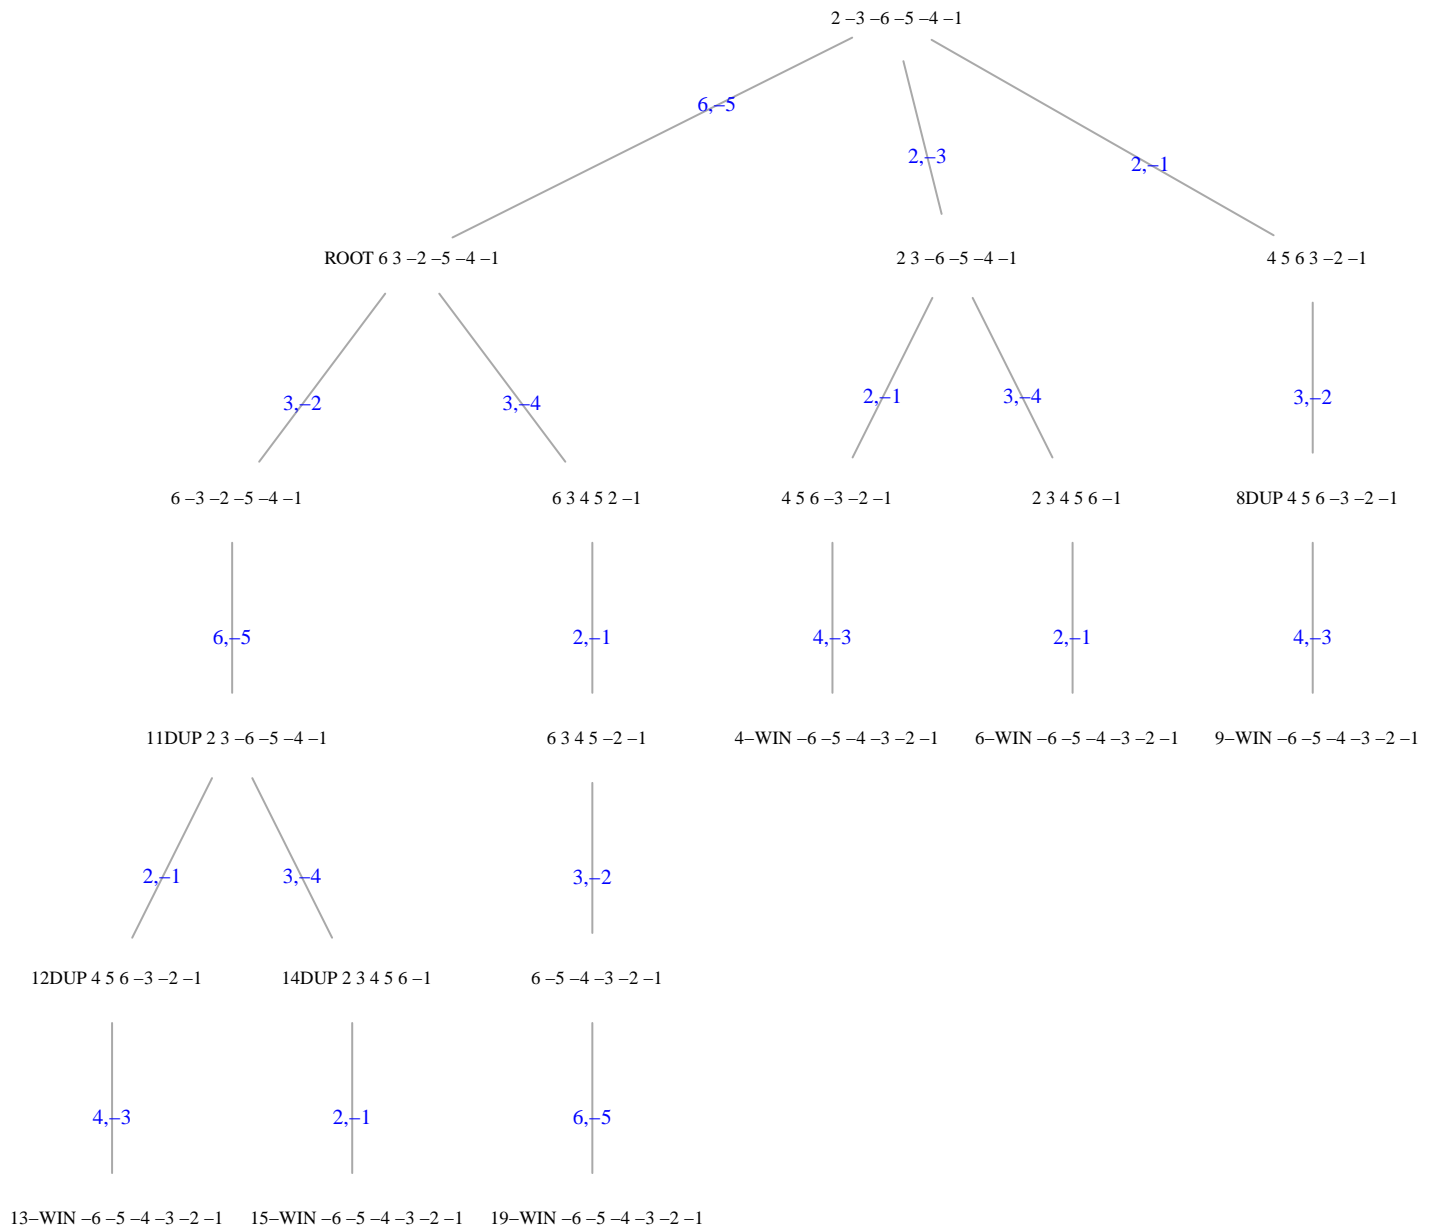 2 –3 –6 –5 –4 –1
6,–5
2,–3
2,–1
ROOT 6 3 –2 –5 –4 –1
2 3 –6 –5 –4 –1
4 5 6 3 –2 –1
3,–2
3,–4
2,–1
3,–4
3,–2
6 –3 –2 –5 –4 –1
6 3 4 5 2 –1
4 5 6 –3 –2 –1
2 3 4 5 6 –1
8DUP 4 5 6 –3 –2 –1
6,–5
2,–1
4,–3
2,–1
4,–3
11DUP 2 3 –6 –5 –4 –1
6 3 4 5 –2 –1
4–WIN –6 –5 –4 –3 –2 –1
6–WIN –6 –5 –4 –3 –2 –1
9–WIN –6 –5 –4 –3 –2 –1
2,–1
3,–4
3,–2
12DUP 4 5 6 –3 –2 –1
14DUP 2 3 4 5 6 –1
6 –5 –4 –3 –2 –1
4,–3
2,–1
6,–5
13–WIN –6 –5 –4 –3 –2 –1
15–WIN –6 –5 –4 –3 –2 –1
19–WIN –6 –5 –4 –3 –2 –1